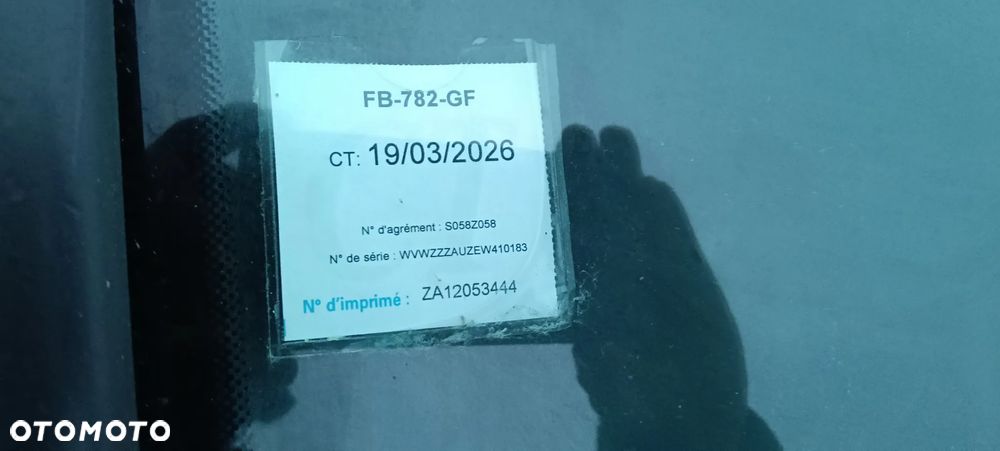 FB-782-GF
CT: 19/03/2026
N° d'agrément : S058Z058
N° de série : WVWZZZAUZEW410183
N° d'imprimé : ZA12053444
OTOMOTO